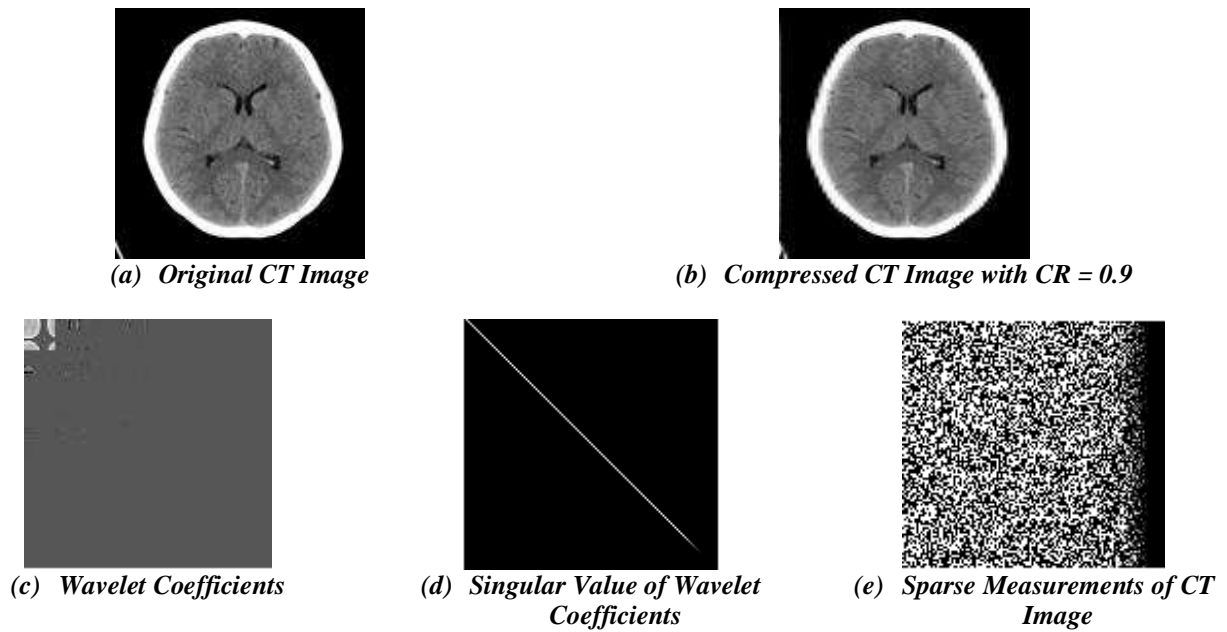 (a) Original CT Image
(b) Compressed CT Image with CR = 0.9
(c) Wavelet Coefficients
(d) Singular Value of Wavelet
Coefficients
(e) Sparse Measurements of CT
Image